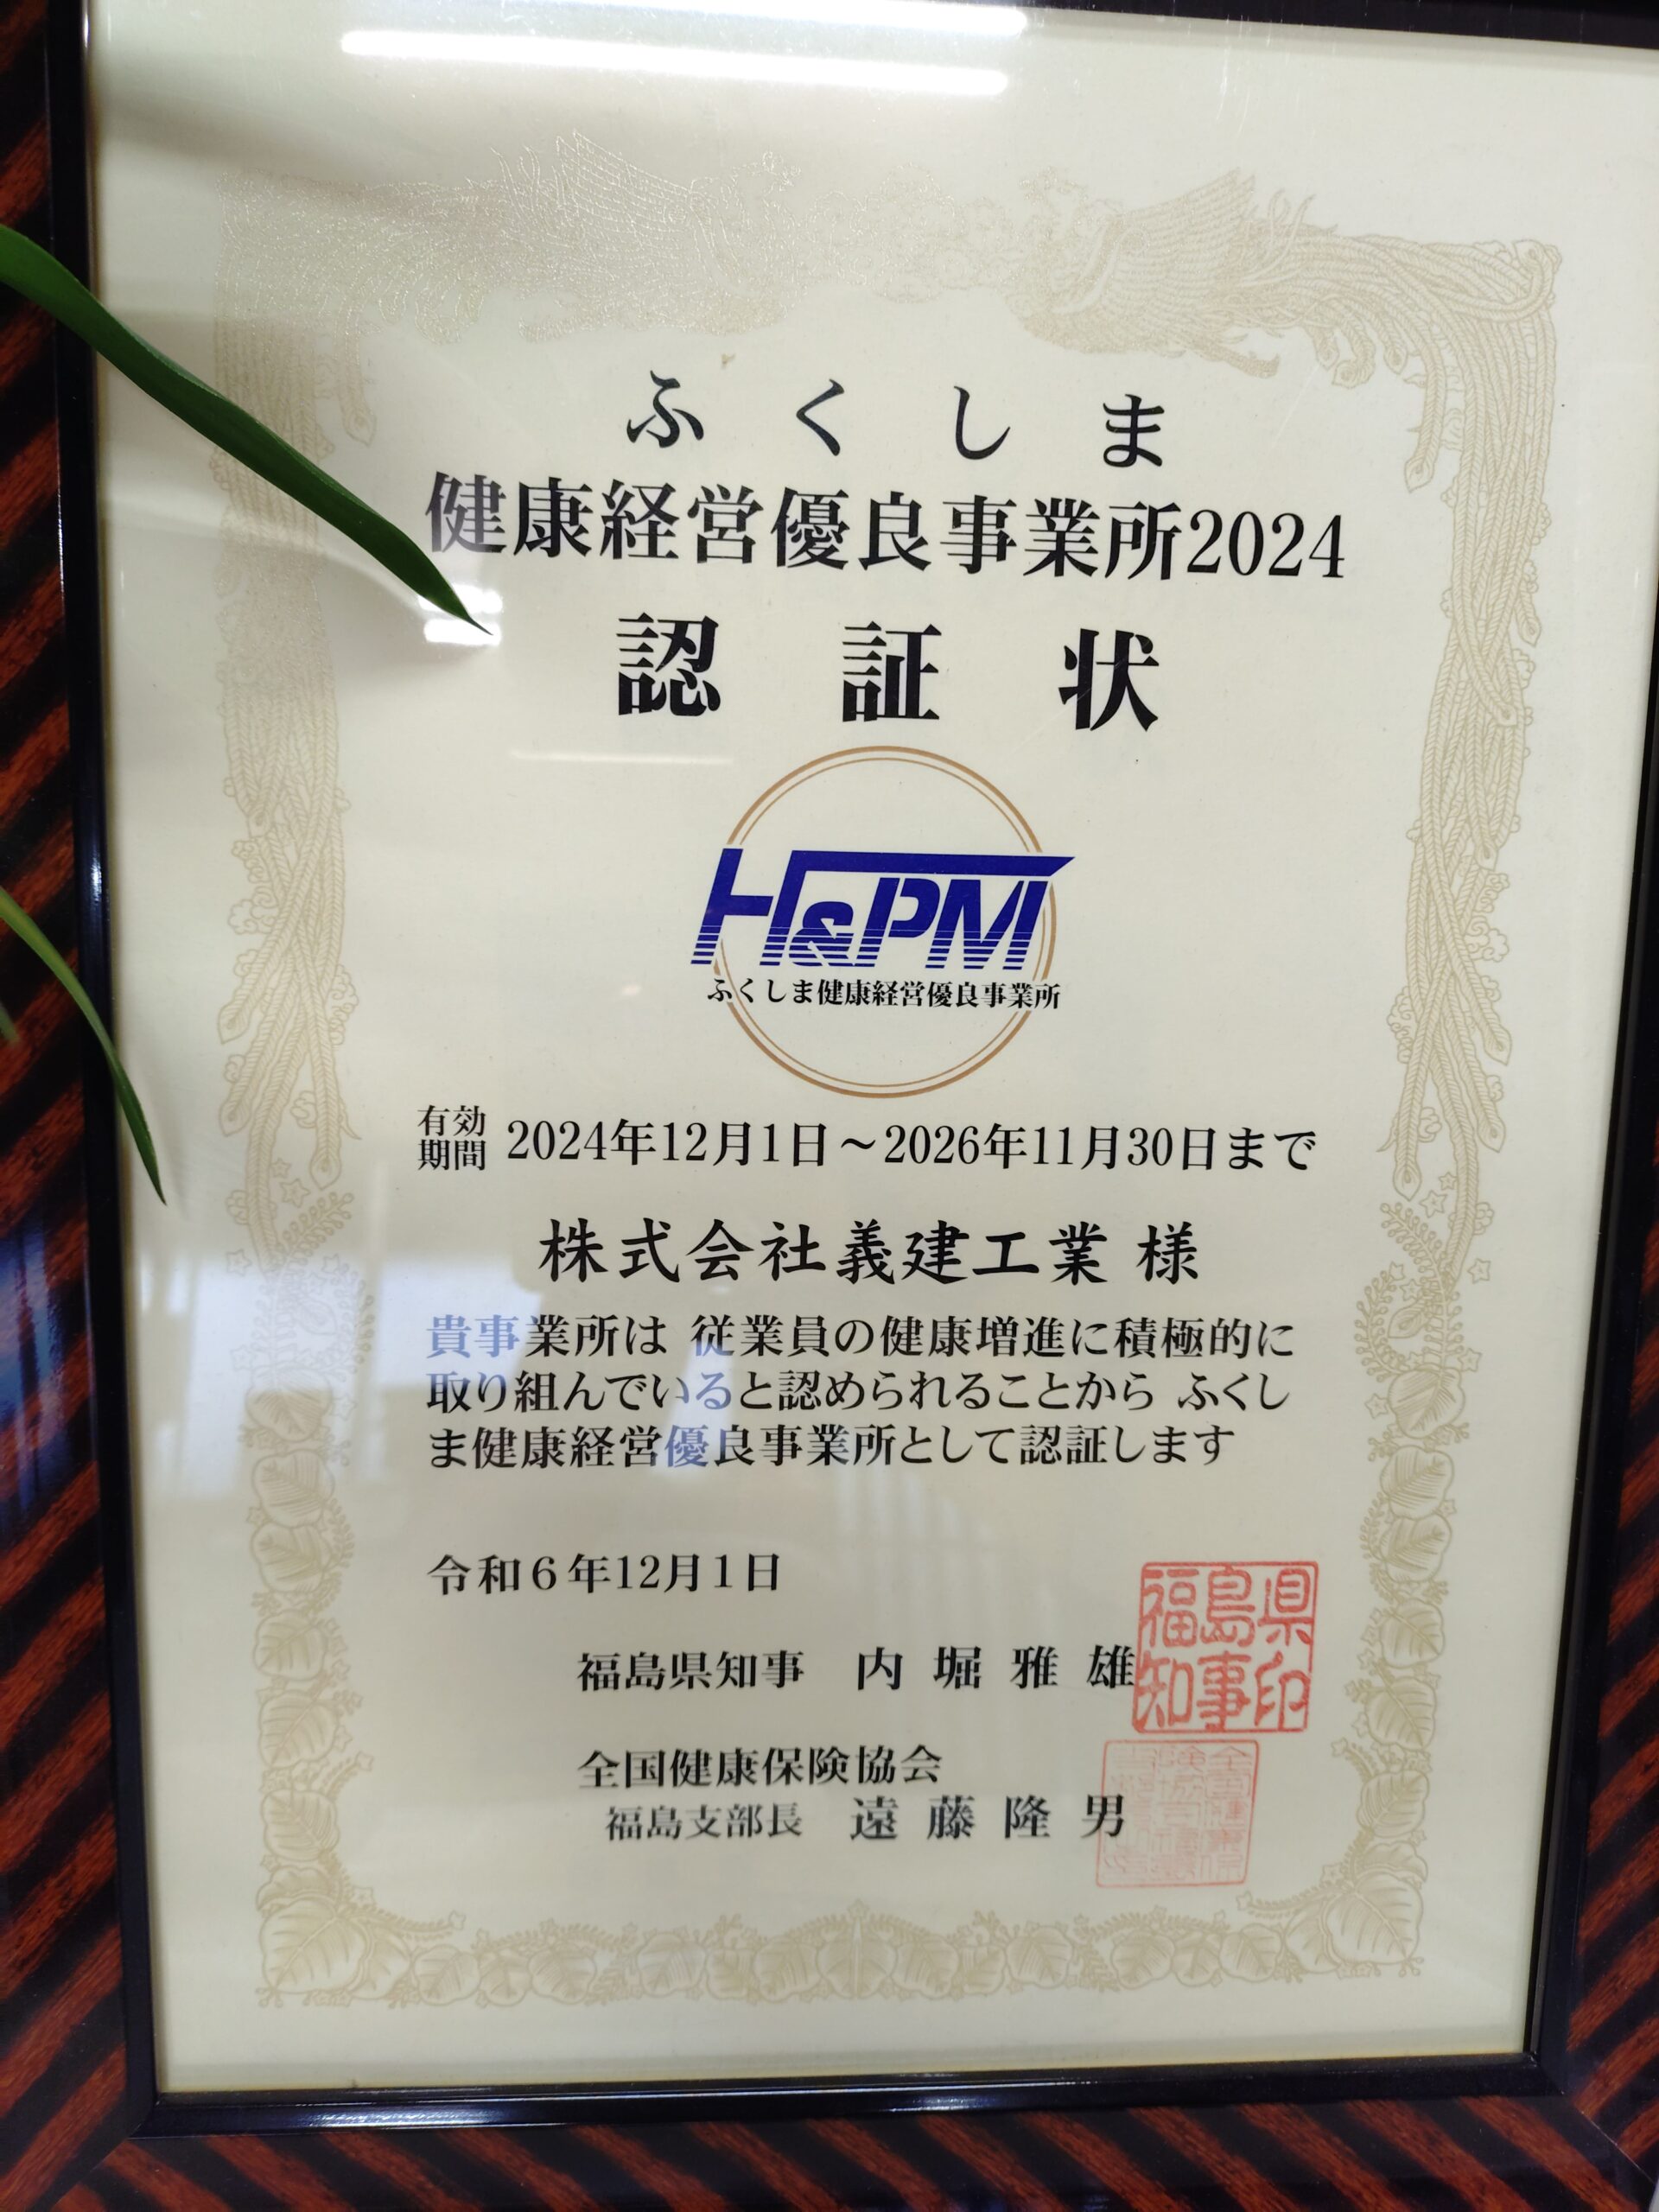 ふくしま
健康経営優良事業所2024
認証状
H&PM
ふくしま健康経営優良事業所
有効期間 2024年12月1日～2026年11月30日まで
株式会社義建工業 様
貴事業所は 従業員の健康増進に積極的に
取り組んでいると認められることから ふくし
ま健康経営優良事業所として認証します
令和6年12月1日
福島県知事 内堀雅雄
福島県
知事印
全国健康保険協会
福島支部長 遠藤隆男